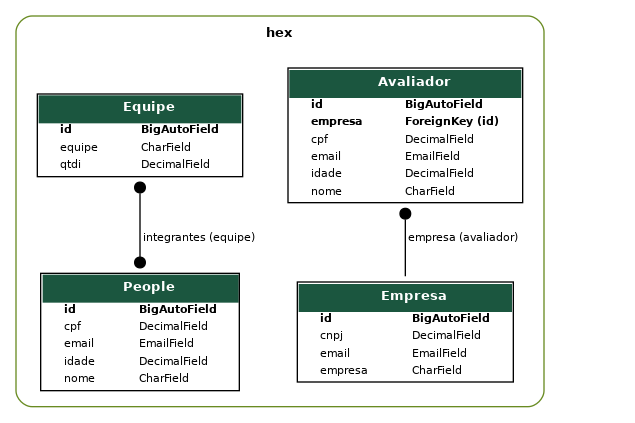 hex
Equipe
id BigAutoField
equipe CharField
qtdi DecimalField
Avaliador
id BigAutoField
empresa ForeignKey (id)
cpf DecimalField
email EmailField
idade DecimalField
nome CharField
integrantes (equipe)
empresa (avaliador)
People
id BigAutoField
cpf DecimalField
email EmailField
idade DecimalField
nome CharField
Empresa
id BigAutoField
cnpj DecimalField
email EmailField
empresa CharField